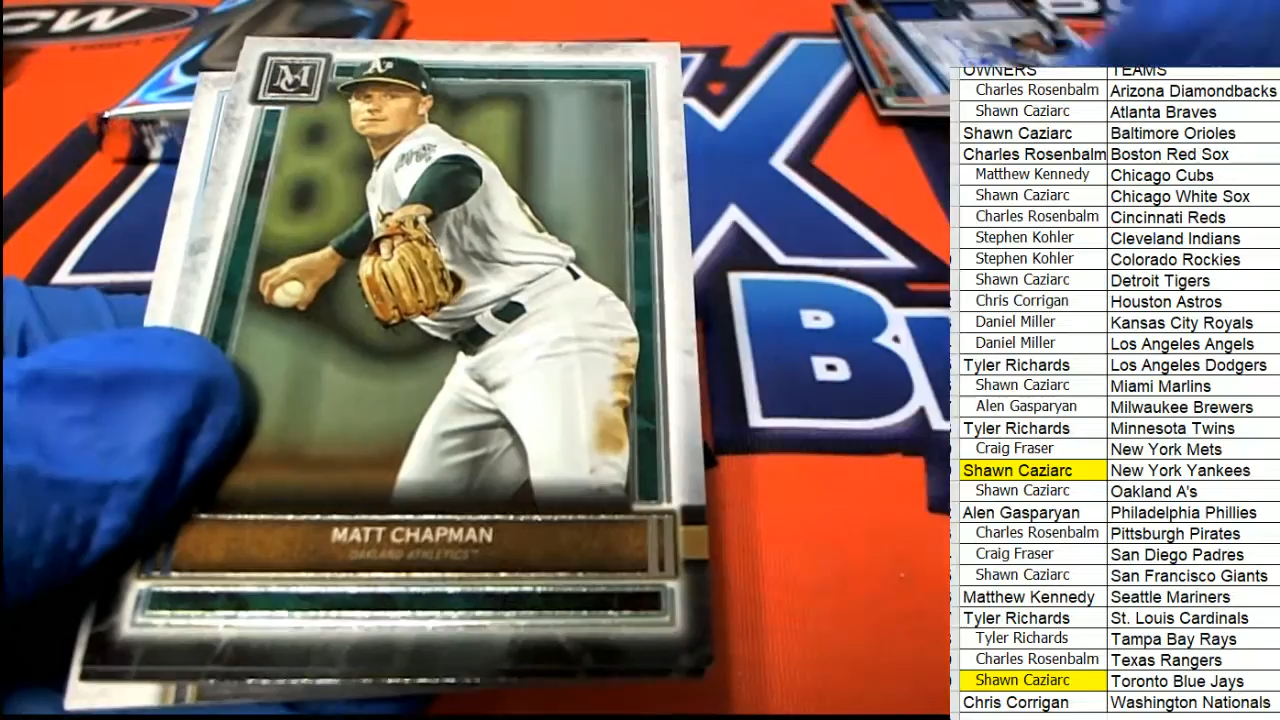 CW
MC
A's
MATT CHAPMAN
OAKLAND ATHLETICS™
B
OWNERS TEAMS
Charles Rosenbalm Arizona Diamondbacks
Shawn Caziarc Atlanta Braves
Shawn Caziarc Baltimore Orioles
Charles Rosenbalm Boston Red Sox
Matthew Kennedy Chicago Cubs
Shawn Caziarc Chicago White Sox
Charles Rosenbalm Cincinnati Reds
Stephen Kohler Cleveland Indians
Stephen Kohler Colorado Rockies
Shawn Caziarc Detroit Tigers
Chris Corrigan Houston Astros
Daniel Miller Kansas City Royals
Daniel Miller Los Angeles Angels
Tyler Richards Los Angeles Dodgers
Shawn Caziarc Miami Marlins
Alen Gasparyan Milwaukee Brewers
Tyler Richards Minnesota Twins
Craig Fraser New York Mets
Shawn Caziarc New York Yankees
Shawn Caziarc Oakland A's
Alen Gasparyan Philadelphia Phillies
Charles Rosenbalm Pittsburgh Pirates
Craig Fraser San Diego Padres
Shawn Caziarc San Francisco Giants
Matthew Kennedy Seattle Mariners
Tyler Richards St. Louis Cardinals
Tyler Richards Tampa Bay Rays
Charles Rosenbalm Texas Rangers
Shawn Caziarc Toronto Blue Jays
Chris Corrigan Washington Nationals